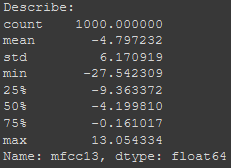 Describe:
count    1000.000000
mean       -4.797232
std         6.170919
min       -27.542309
25%        -9.363372
50%        -4.199810
75%        -0.161017
max        13.054334
Name: mfcc13, dtype: float64